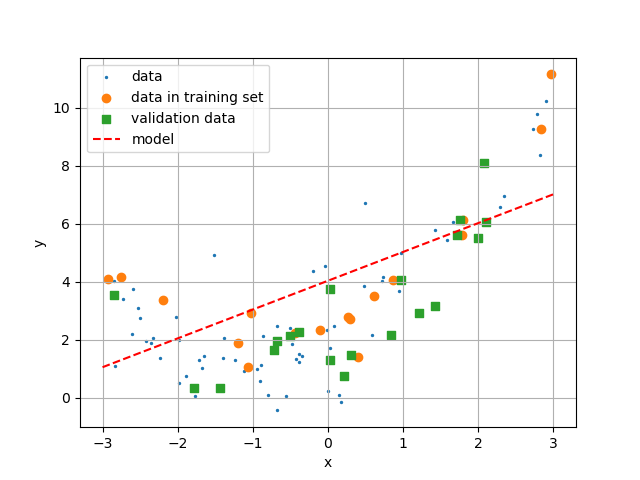 data
data in training set
validation data
model
10
8
6
4
2
0
y
−3
−2
−1
0
1
2
3
x